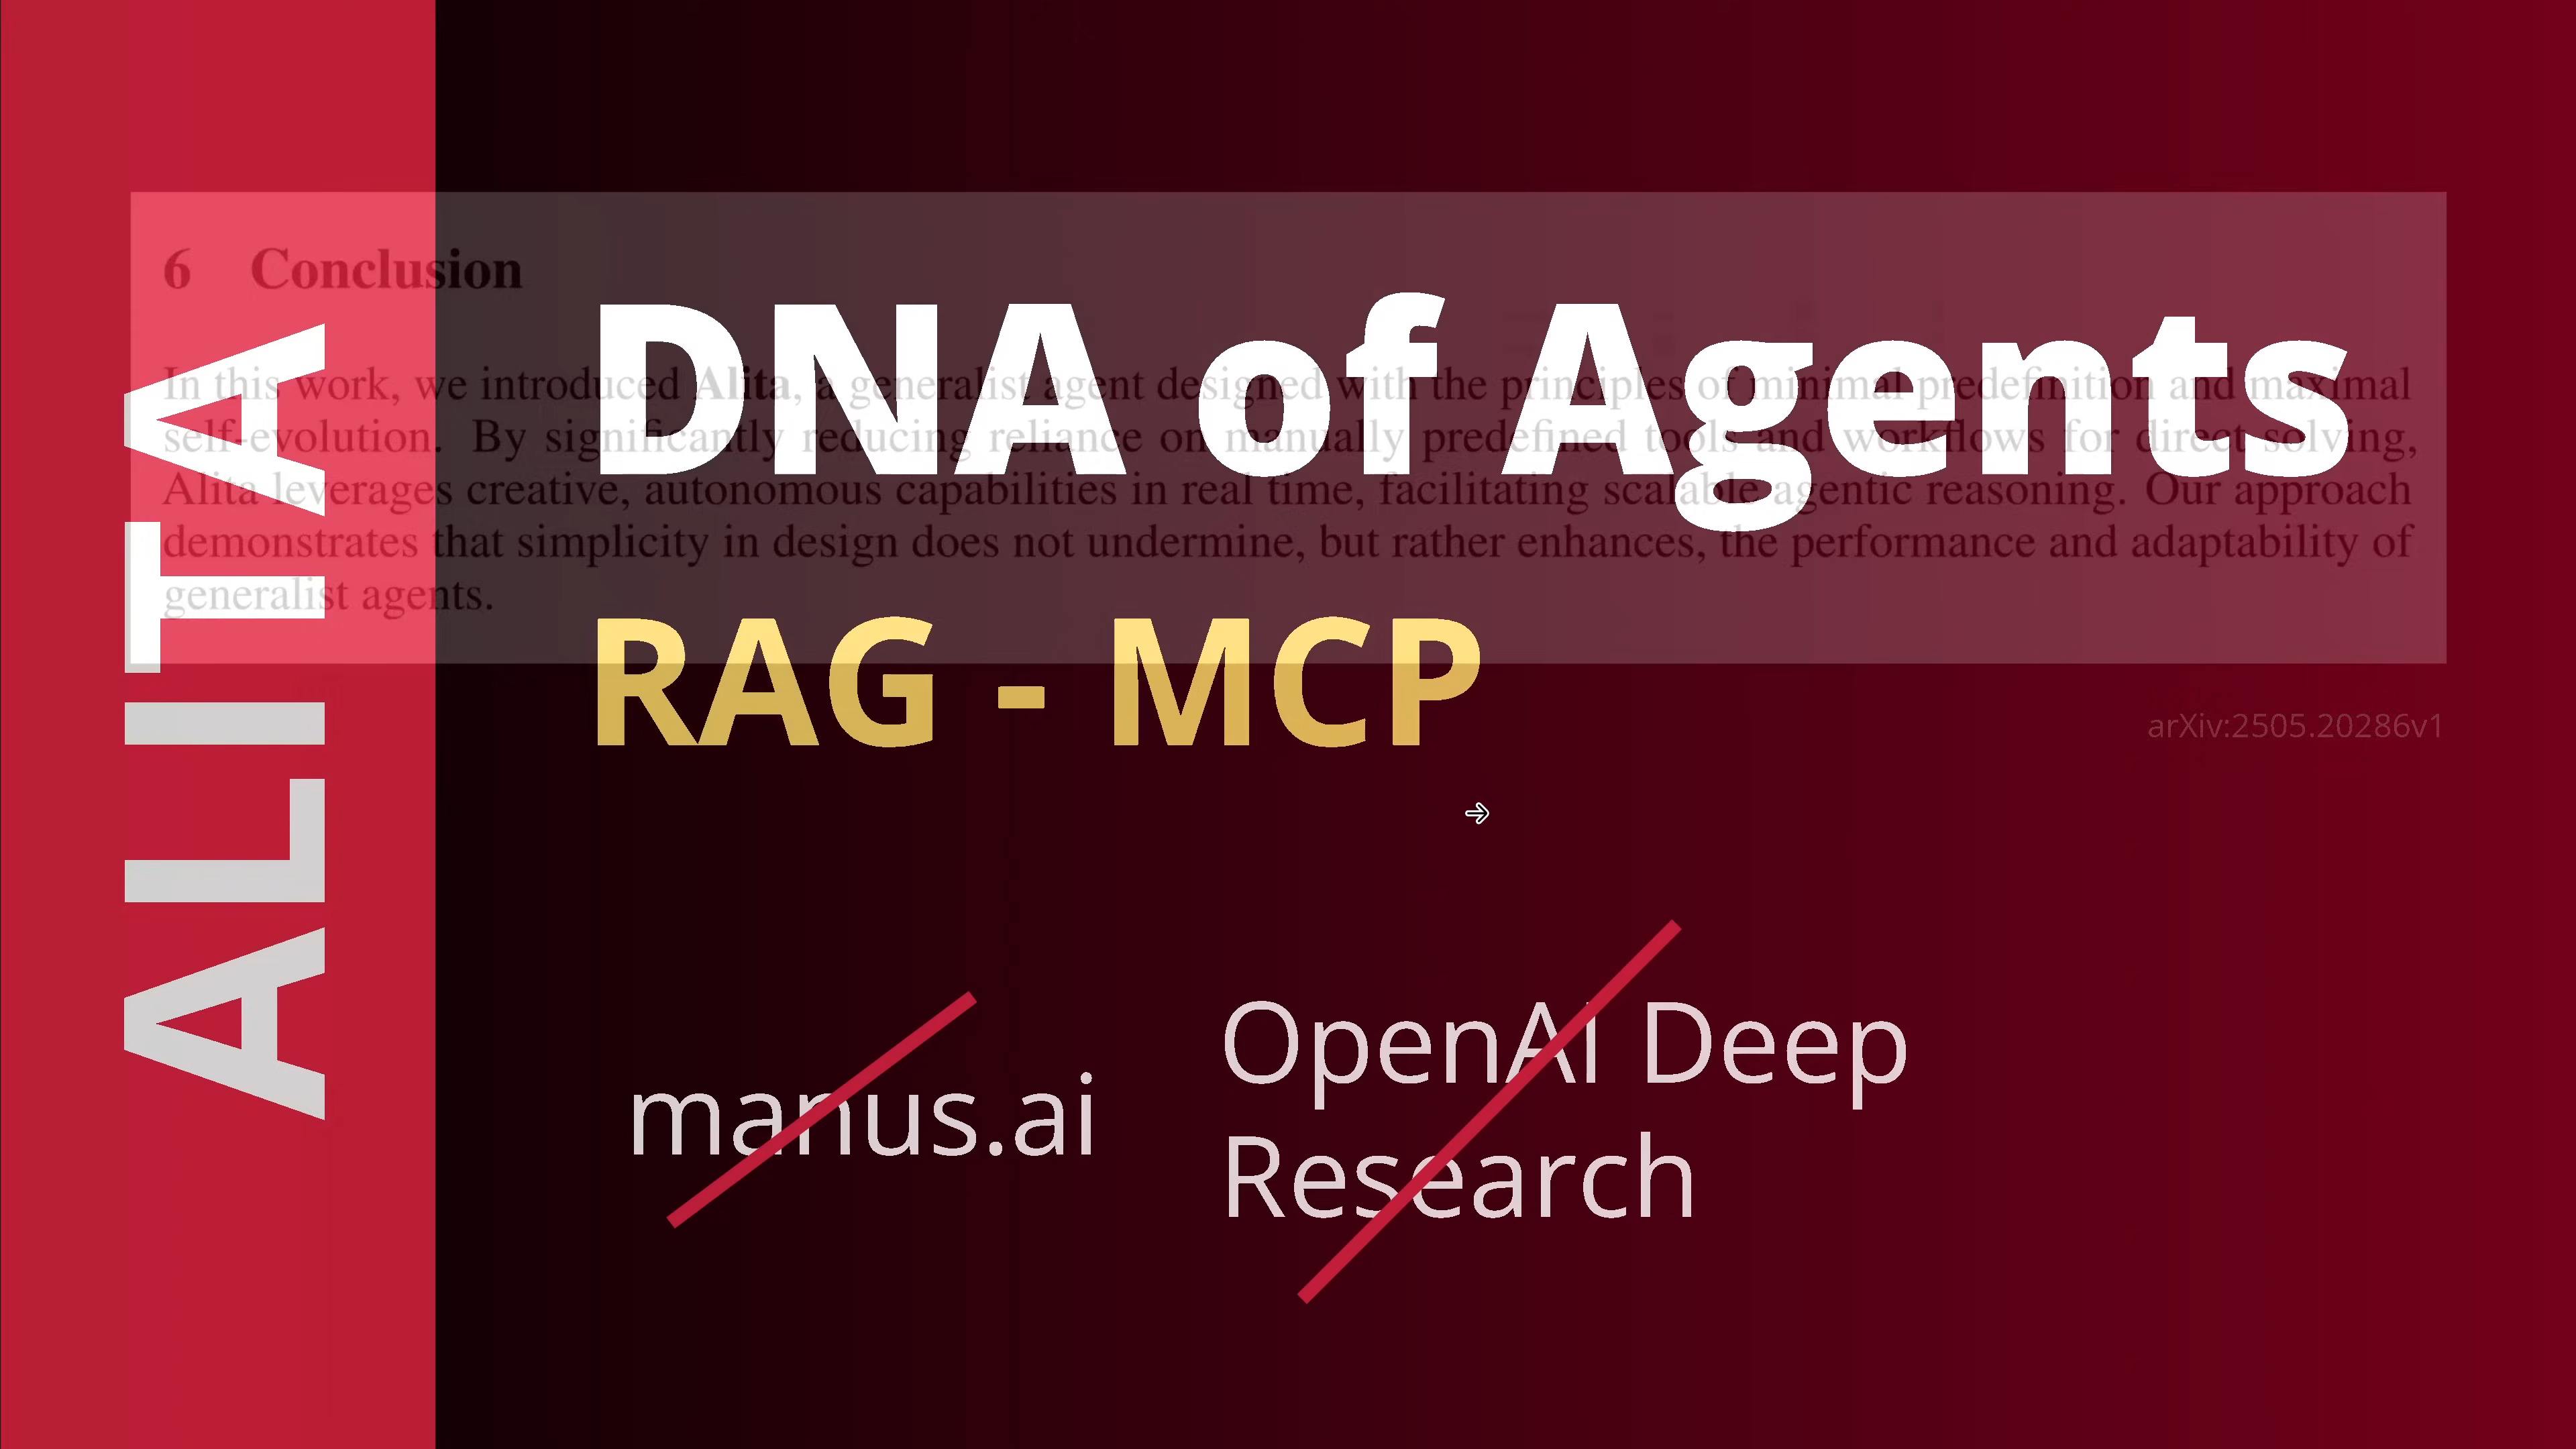 ALITA
6 Conclusion
DNA of Agents
In this work, we introduced Alita, a generalist agent designed with the principles of minimal predefinition and maximal
self-evolution. By significantly reducing reliance on manually predefined tools and workflows for direct solving,
Alita leverages creative, autonomous capabilities in real time, facilitating scalable agentic reasoning. Our approach
demonstrates that simplicity in design does not undermine, but rather enhances, the performance and adaptability of
generalist agents.
RAG - MCP
arXiv:2505.20286v1
manus.ai
OpenAI Deep
Research